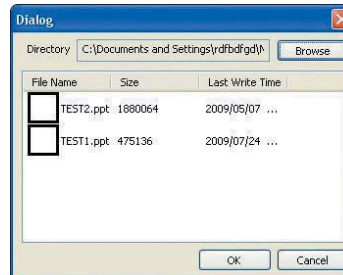 Dialog
Directory C:\Documents and Settings\rdfbdfgd\M Browse
File Name Size Last Write Time
TEST2.ppt 1880064 2009/05/07 ...
TEST1.ppt 475136 2009/07/24 ...
OK Cancel